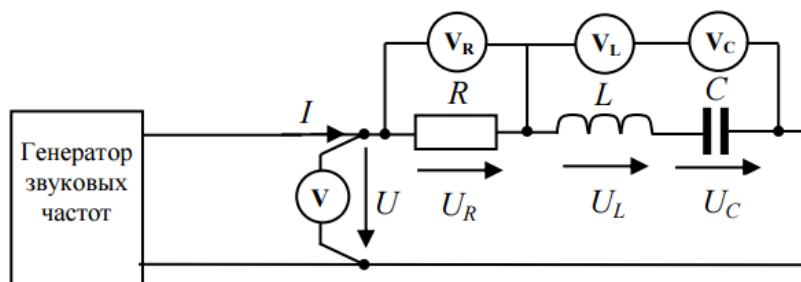 V_R
V_L
V_C
R
L
C
I
Генератор
звуковых
частот
V
U
U_R
U_L
U_C